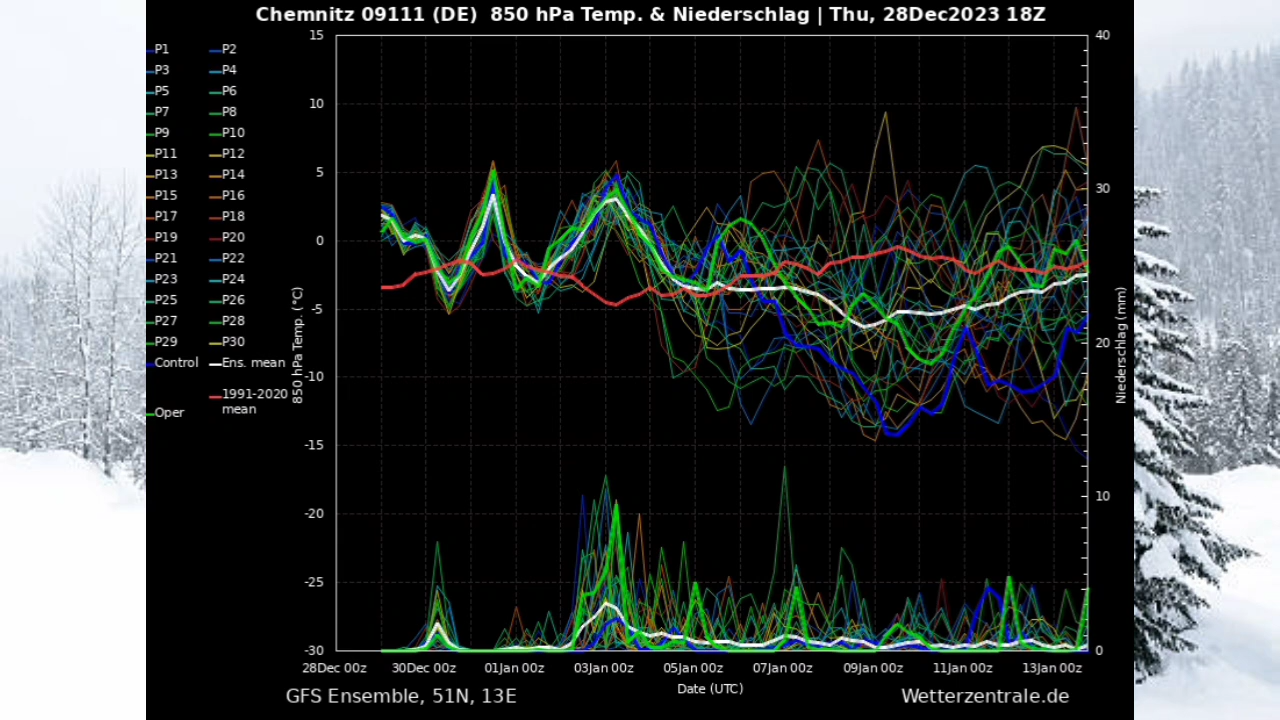 Chemnitz 09111 (DE)  850 hPa Temp. & Niederschlag | Thu, 28Dec2023 18Z
P1 P2
P3 P4
P5 P6
P7 P8
P9 P10
P11 P12
P13 P14
P15 P16
P17 P18
P19 P20
P21 P22
P23 P24
P25 P26
P27 P28
P29 P30
Control Ens. mean
1991-2020
mean
Oper
850 hPa Temp. (°C)
15
10
5
0
-5
-10
-15
-20
-25
-30
40
30
20
10
0
Niederschlag (mm)
28Dec 00z 30Dec 00z 01Jan 00z 03Jan 00z 05Jan 00z 07Jan 00z 09Jan 00z 11Jan 00z 13Jan 00z
Date (UTC)
GFS Ensemble, 51N, 13E
Wetterzentrale.de